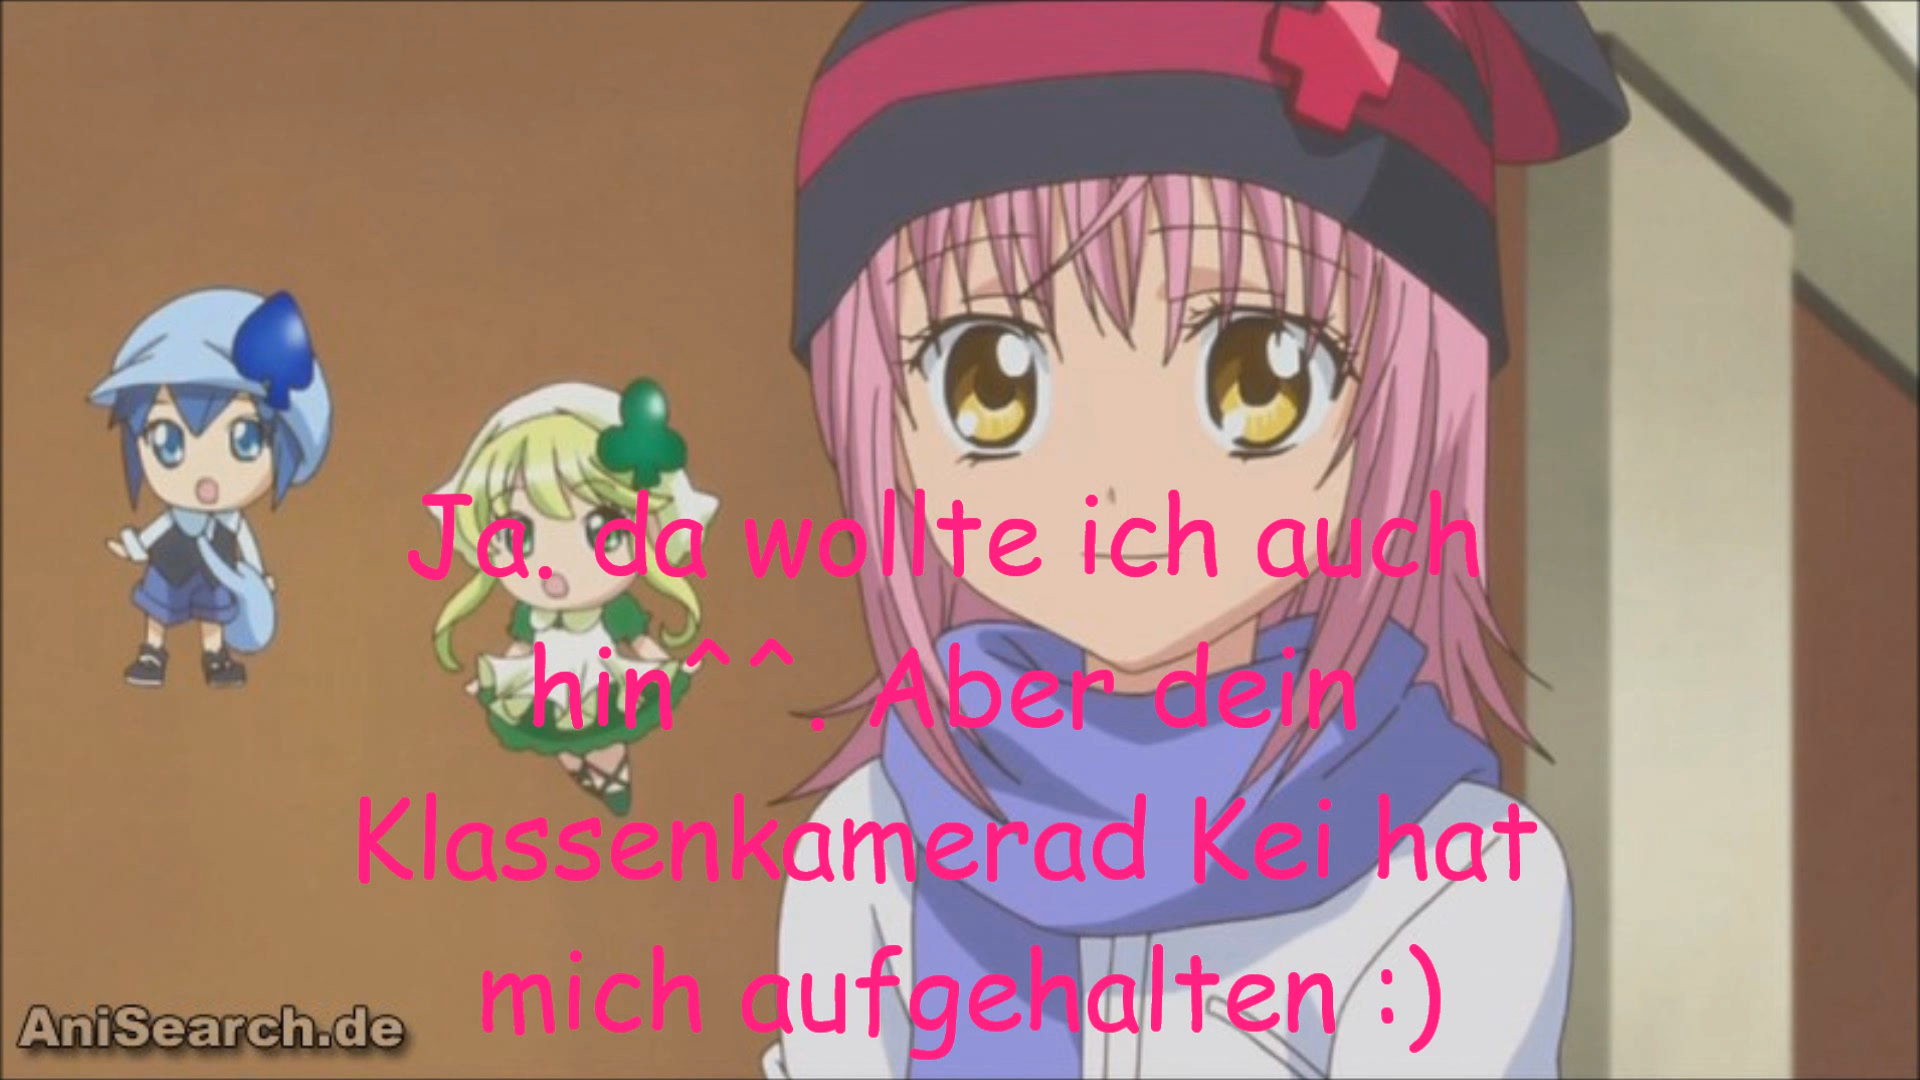 Ja. da wollte ich auch
hin^^. Aber dein
Klassenkamerad Kei hat
mich aufgehalten :)
AniSearch.de